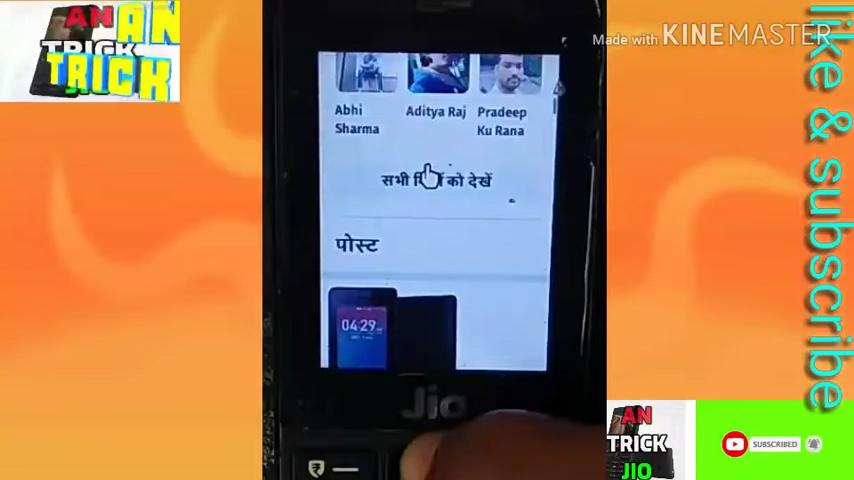 AN
TRICK
AN
TRICK
Made with KINEMASTER
Abhi
Sharma
Aditya Raj
Pradeep
Ku Rana
सभी को देखें
पोस्ट
04:29
Jio
like & subscribe
AN
TRICK
JIO
SUBSCRIBED